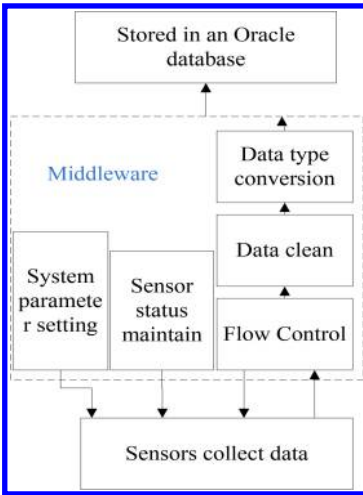 Stored in an Oracle
database
Middleware
Data type
conversion
Data clean
System
paramete
r setting
Sensor
status
maintain
Flow Control
Sensors collect data